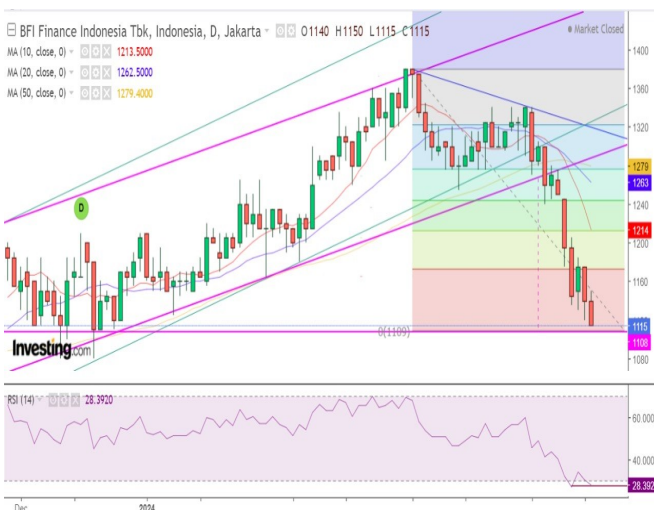 BFI Finance Indonesia Tbk, Indonesia, D, Jakarta O1140 H1150 L1115 C1115
Market Closed
MA (10, close, 0) 1213.5000
MA (20, close, 0) 1262.5000
MA (50, close, 0) 1279.4000
1400
1360
1320
1279
1263
1240
1214
1200
1160
1115
1108
1080
D
0(1109)
Investing.com
RSI (14) 28.3920
60.000
40.000
28.392
Dec
2024